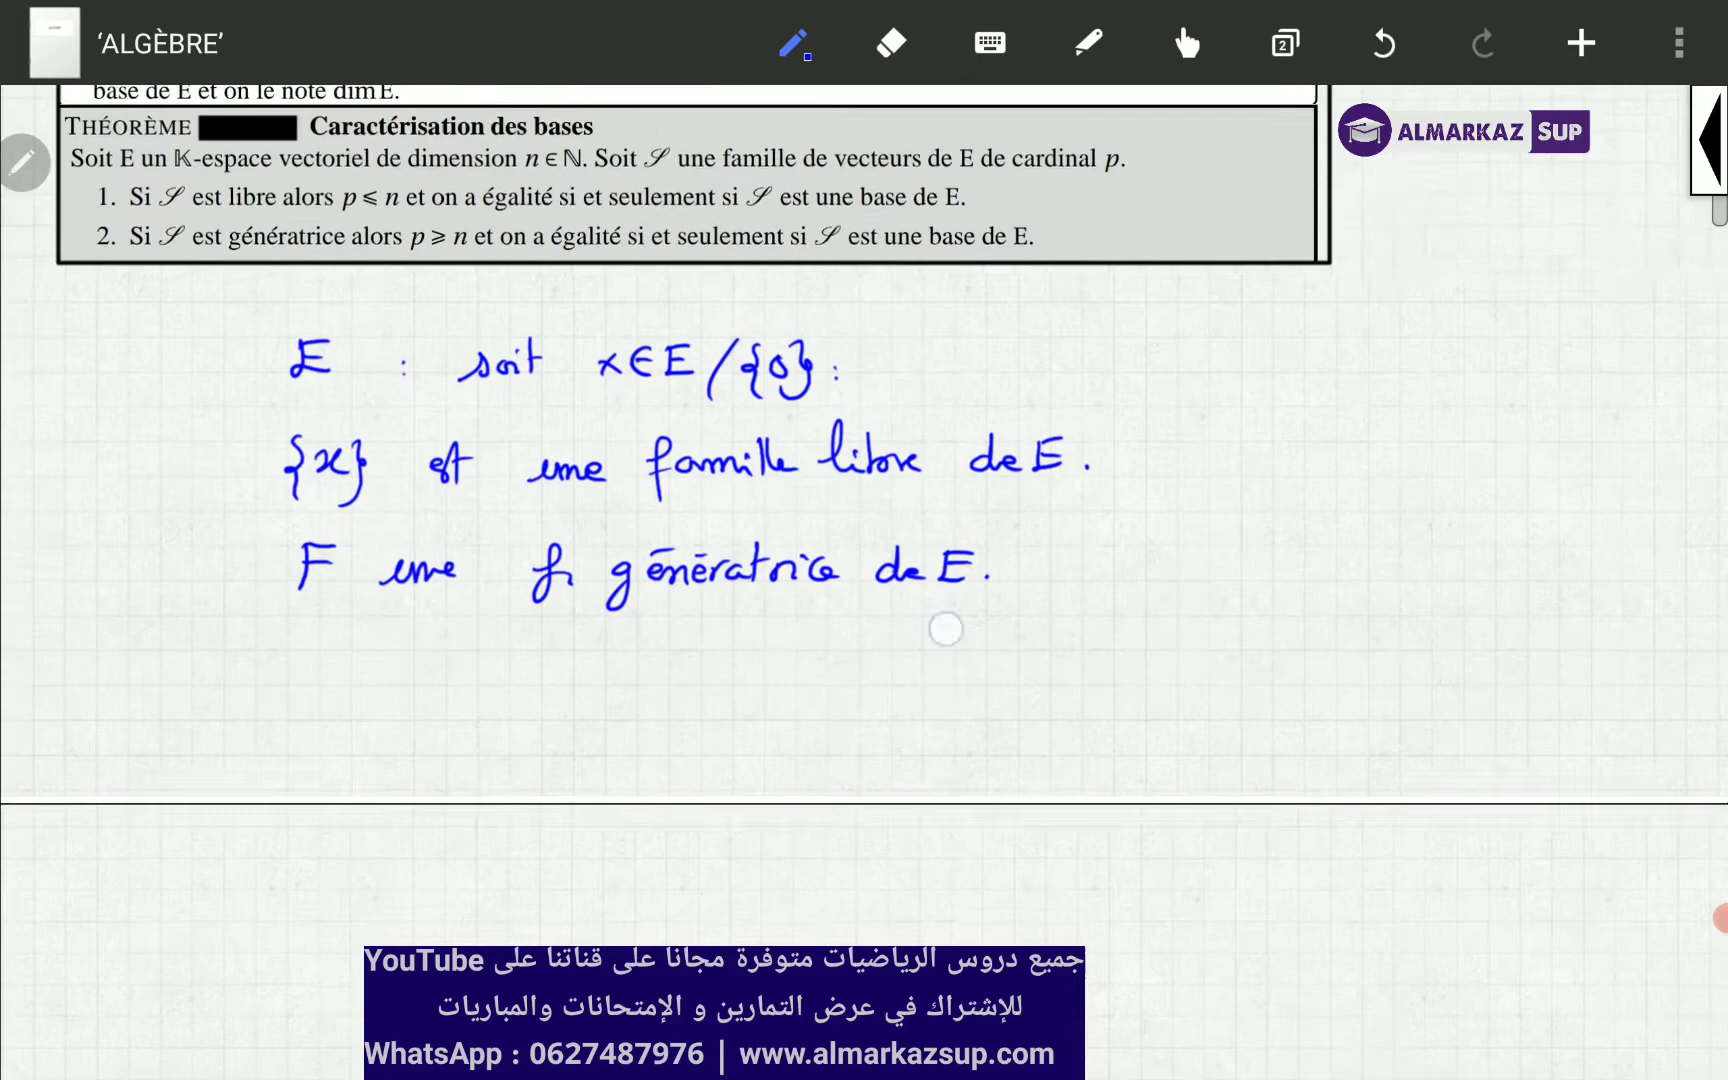 ‘ALGÈBRE’
2
base de E et on le note dim E.
THÉORÈME Caractérisation des bases
ALMARKAZ SUP
Soit E un 𝕂-espace vectoriel de dimension n ∈ ℕ. Soit 𝒮 une famille de vecteurs de E de cardinal p.
1. Si 𝒮 est libre alors p ⩽ n et on a égalité si et seulement si 𝒮 est une base de E.
2. Si 𝒮 est génératrice alors p ⩾ n et on a égalité si et seulement si 𝒮 est une base de E.
E : soit x∈E/{0}:
{x} est une famille libre de E.
F une f génératrice de E.
جميع دروس الرياضيات متوفرة مجانا على قناتنا على YouTube
للإشتراك في عرض التمارين و الإمتحانات والمباريات
WhatsApp : 0627487976 | www.almarkazsup.com